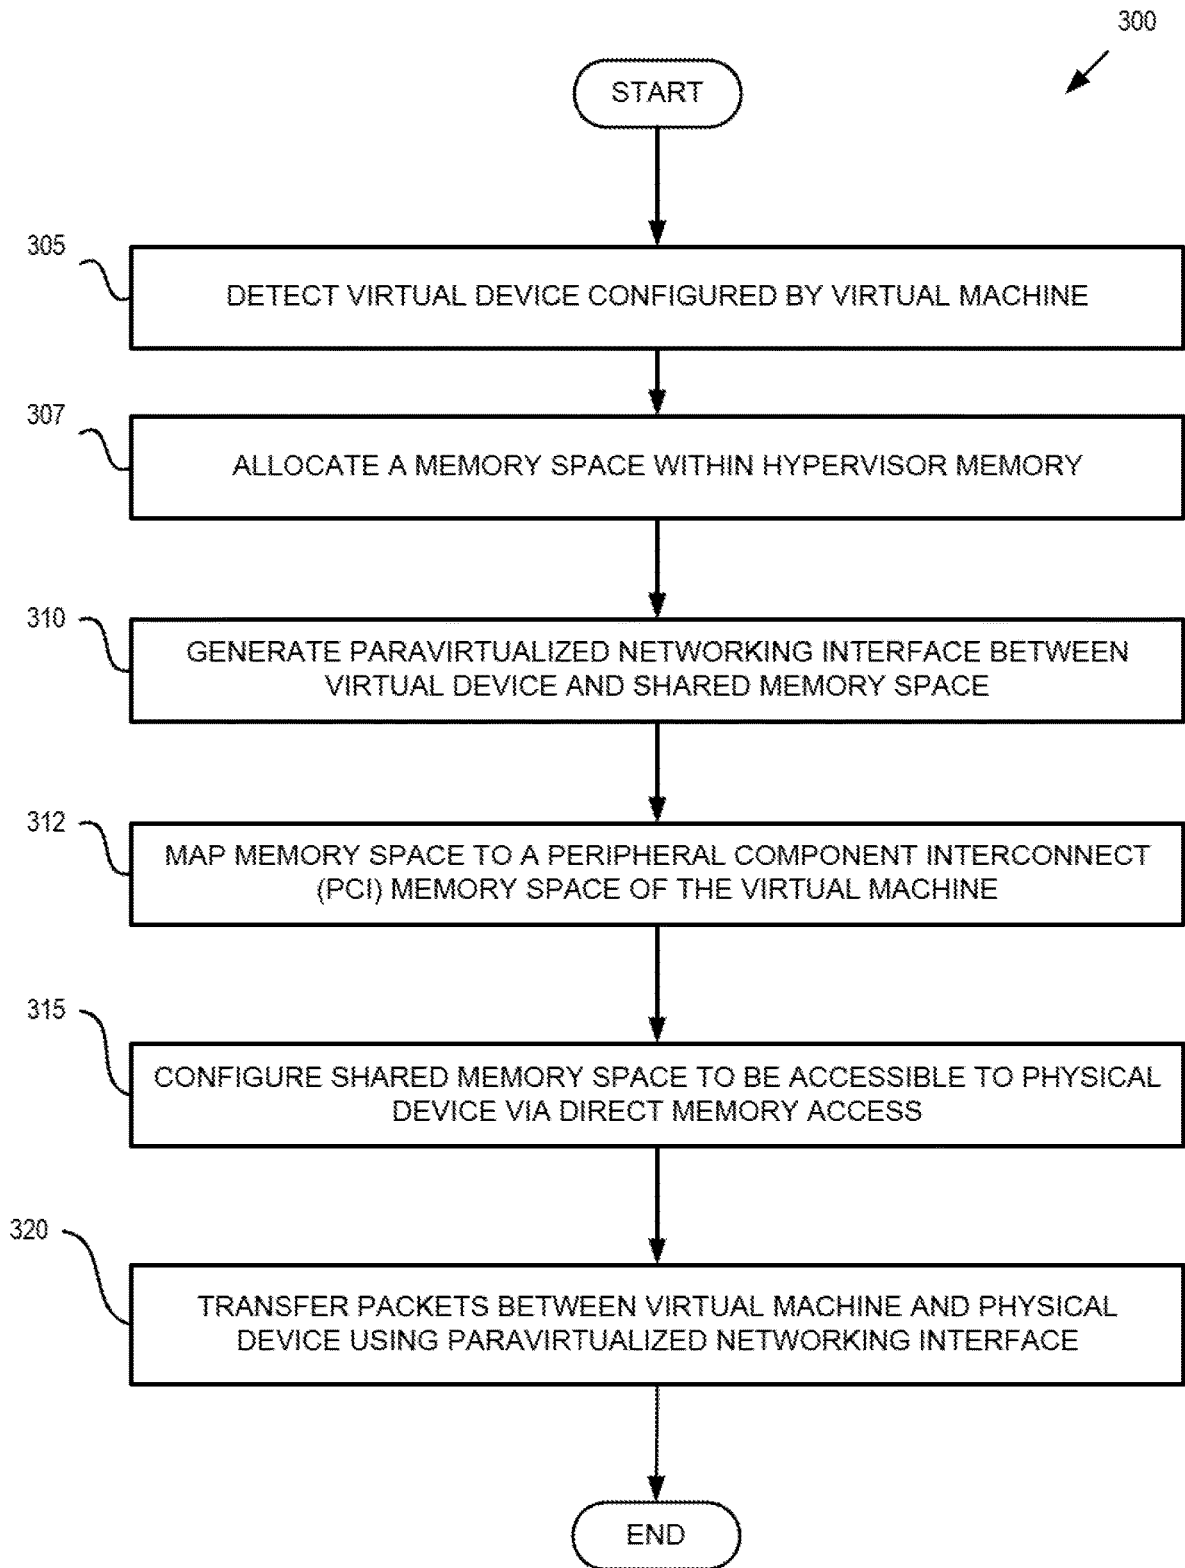 300
START
305
DETECT VIRTUAL DEVICE CONFIGURED BY VIRTUAL MACHINE
307
ALLOCATE A MEMORY SPACE WITHIN HYPERVISOR MEMORY
310
GENERATE PARAVIRTUALIZED NETWORKING INTERFACE BETWEEN
VIRTUAL DEVICE AND SHARED MEMORY SPACE
312
MAP MEMORY SPACE TO A PERIPHERAL COMPONENT INTERCONNECT
(PCI) MEMORY SPACE OF THE VIRTUAL MACHINE
315
CONFIGURE SHARED MEMORY SPACE TO BE ACCESSIBLE TO PHYSICAL
DEVICE VIA DIRECT MEMORY ACCESS
320
TRANSFER PACKETS BETWEEN VIRTUAL MACHINE AND PHYSICAL
DEVICE USING PARAVIRTUALIZED NETWORKING INTERFACE
END